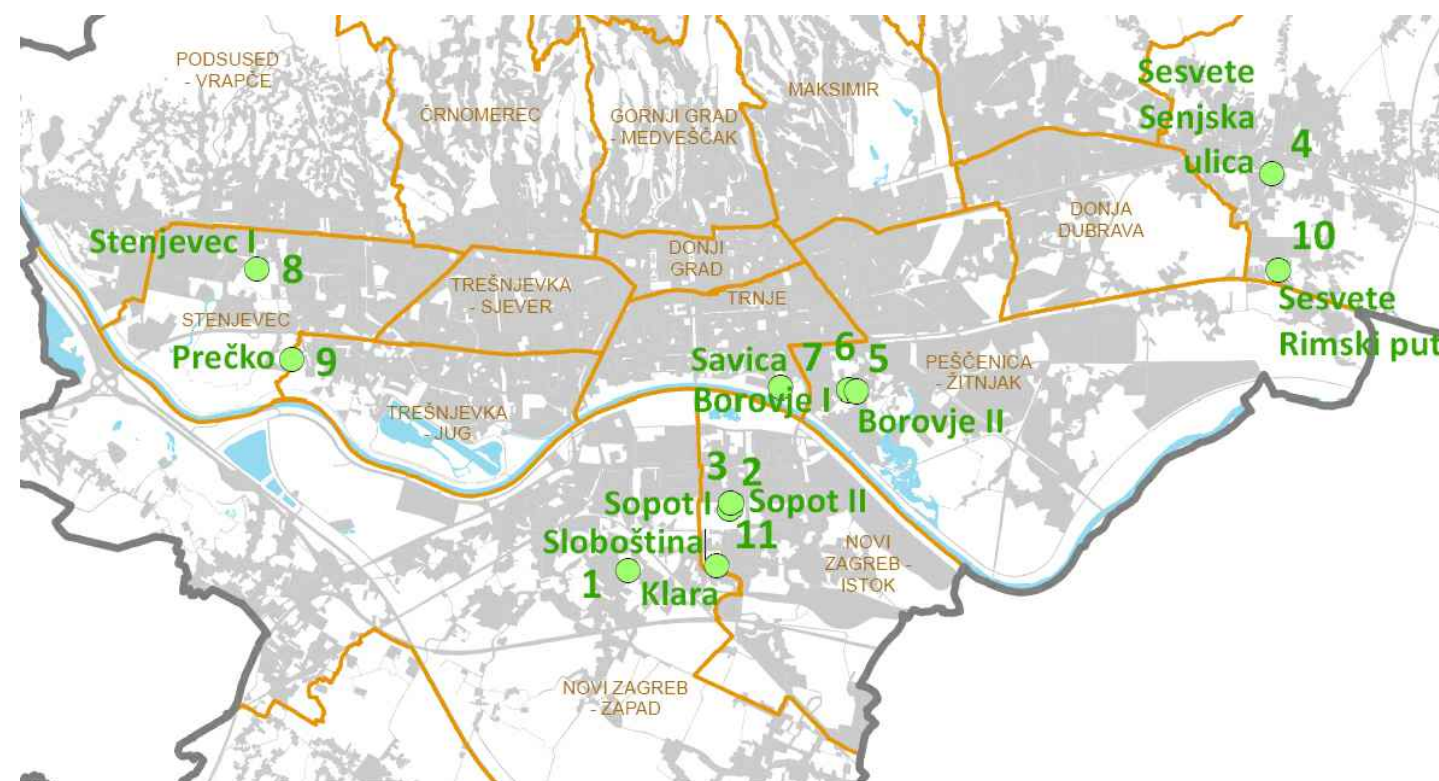 PODSUSED
- VRAPČE
ČRNOMEREC
GORNJI GRAD
- MEDVEŠČAK
MAKSIMIR
Sesvete
Senjska
ulica
4
DONJA
DUBRAVA
10
Sesvete
Rimski put
Stenjevec I
8
STENJEVEC
Prečko
9
TREŠNJEVKA
- SJEVER
DONJI
GRAD
TRNJE
TREŠNJEVKA
- JUG
Savica
7
6
5
Borovje I
Borovje II
PEŠČENICA
- ŽITNJAK
3
2
Sopot I
Sopot II
Sloboština
11
1
Klara
NOVI
ZAGREB -
ISTOK
NOVI ZAGREB
- ZAPAD